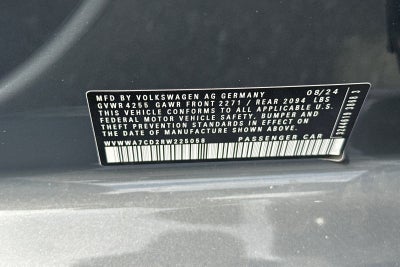 MFD BY VOLKSWAGEN AG GERMANY 08/24
GVWR 4255 GAWR FRONT 2271 / REAR 2094 LBS
THIS VEHICLE CONFORMS TO ALL APPLICABLE U.S.
FEDERAL MOTOR VEHICLE SAFETY, BUMPER AND
THEFT PREVENTION STANDARDS IN EFFECT ON THE
DATE OF MANUFACTURE SHOWN ABOVE
WVWWA7CD2RW225058 PASSENGER CAR